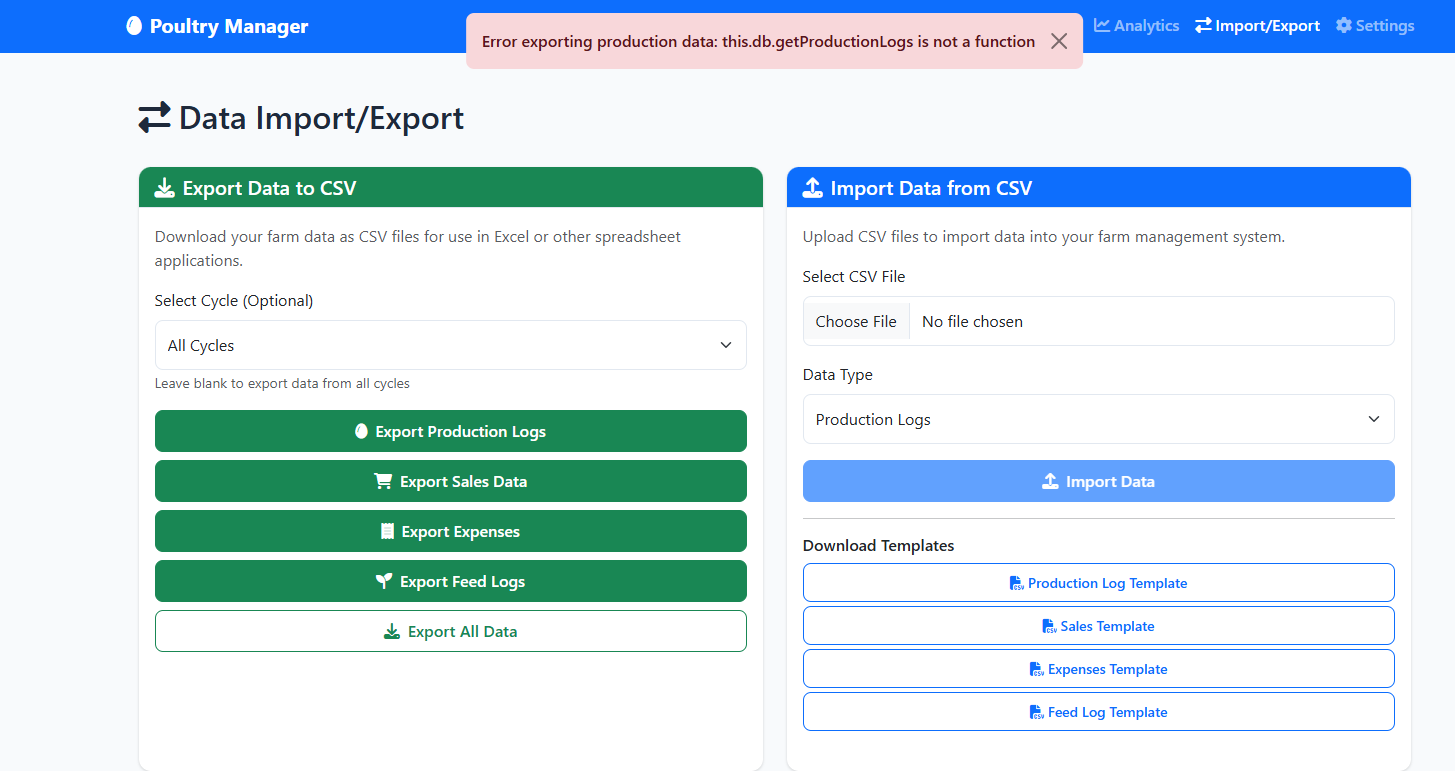 Poultry Manager
Error exporting production data: this.db.getProductionLogs is not a function
Analytics
Import/Export
Settings
Data Import/Export
Export Data to CSV
Download your farm data as CSV files for use in Excel or other spreadsheet
applications.
Select Cycle (Optional)
All Cycles
Leave blank to export data from all cycles
Export Production Logs
Export Sales Data
Export Expenses
Export Feed Logs
Export All Data
Import Data from CSV
Upload CSV files to import data into your farm management system.
Select CSV File
Choose File No file chosen
Data Type
Production Logs
Import Data
Download Templates
Production Log Template
Sales Template
Expenses Template
Feed Log Template